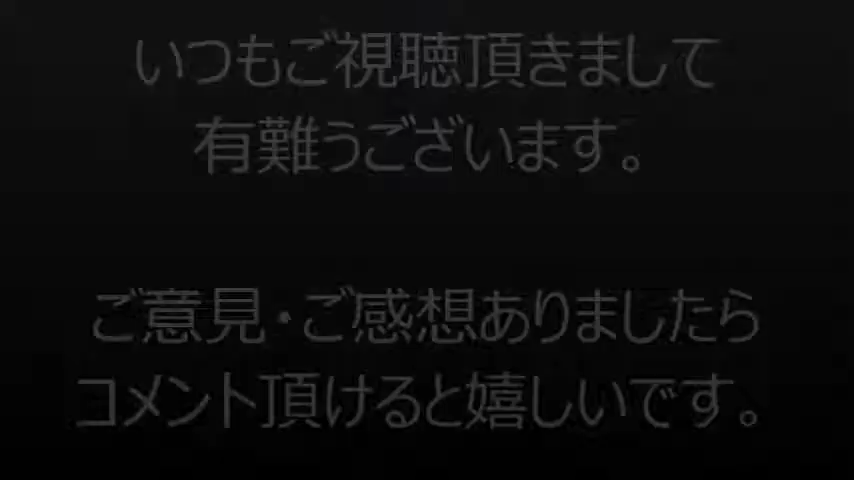 いつもご視聴頂きまして
有難うございます。
ご意見・ご感想ありましたら
コメント頂けると嬉しいです。